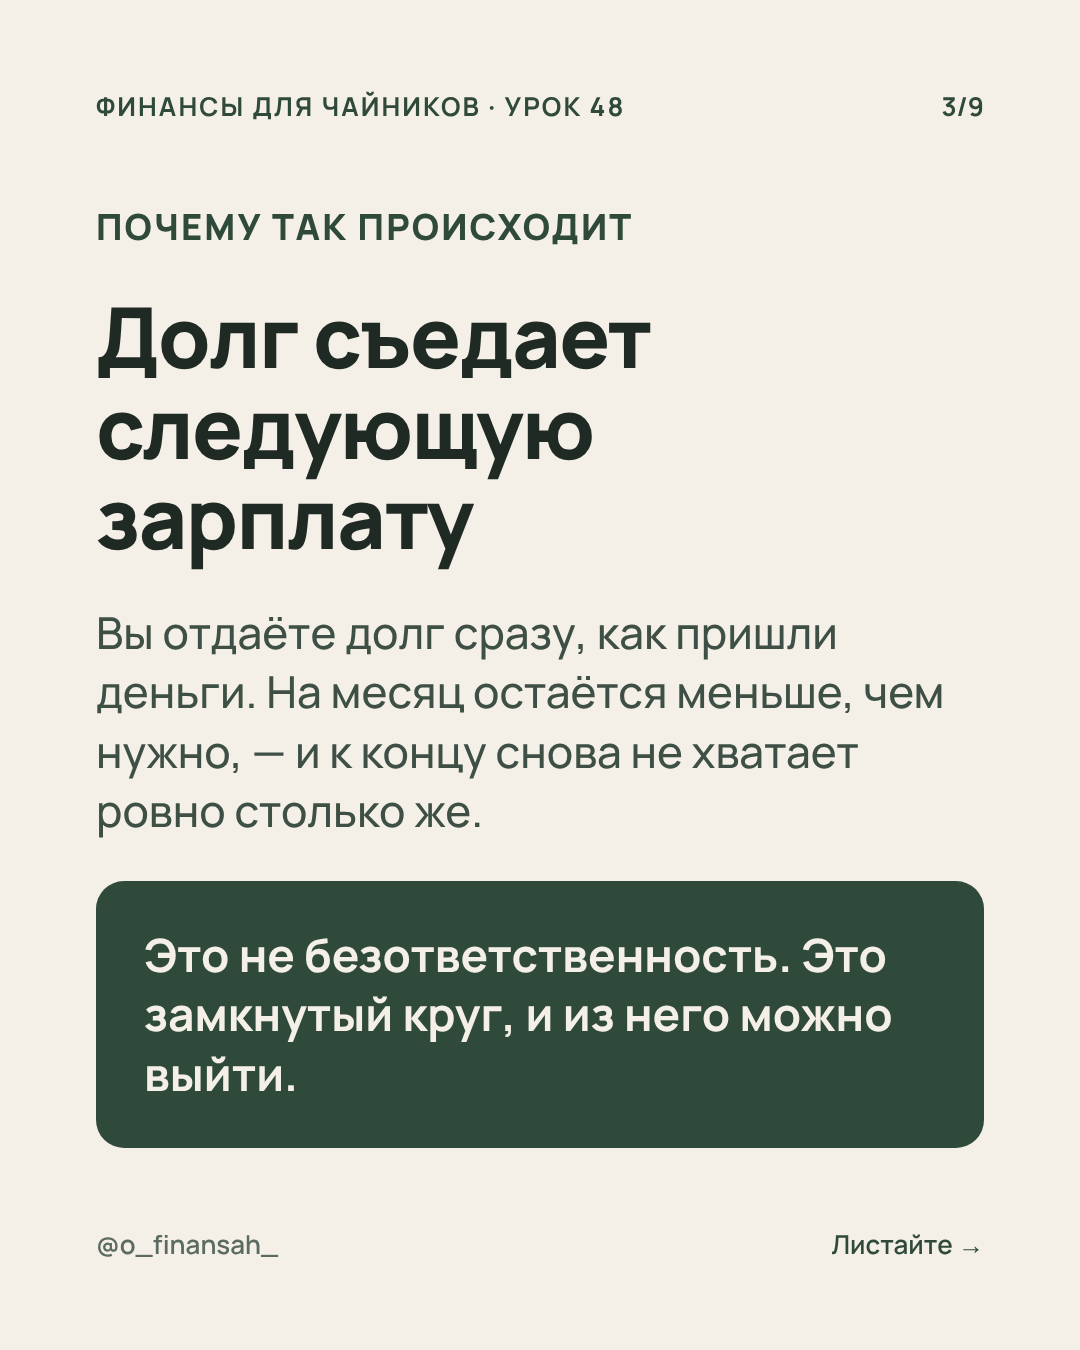 ФИНАНСЫ ДЛЯ ЧАЙНИКОВ · УРОК 48 3/9
ПОЧЕМУ ТАК ПРОИСХОДИТ
Долг съедает
следующую
зарплату
Вы отдаёте долг сразу, как пришли
деньги. На месяц остаётся меньше, чем
нужно, — и к концу снова не хватает
ровно столько же.
Это не безответственность. Это
замкнутый круг, и из него можно
выйти.
@o_finansah_ Листайте →